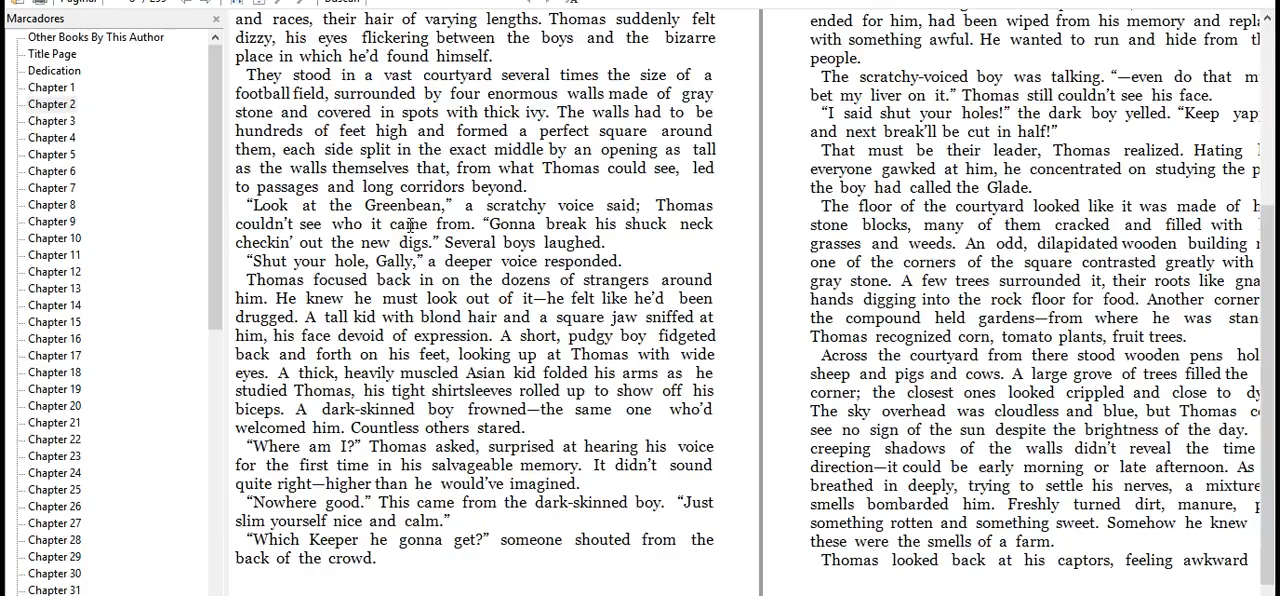 Marcadores
Other Books By This Author
Title Page
Dedication
Chapter 1
Chapter 2
Chapter 3
Chapter 4
Chapter 5
Chapter 6
Chapter 7
Chapter 8
Chapter 9
Chapter 10
Chapter 11
Chapter 12
Chapter 13
Chapter 14
Chapter 15
Chapter 16
Chapter 17
Chapter 18
Chapter 19
Chapter 20
Chapter 21
Chapter 22
Chapter 23
Chapter 24
Chapter 25
Chapter 26
Chapter 27
Chapter 28
Chapter 29
Chapter 30
Chapter 31
and races, their hair of varying lengths. Thomas suddenly felt
dizzy, his eyes flickering between the boys and the bizarre
place in which he’d found himself.
They stood in a vast courtyard several times the size of a
football field, surrounded by four enormous walls made of gray
stone and covered in spots with thick ivy. The walls had to be
hundreds of feet high and formed a perfect square around
them, each side split in the exact middle by an opening as tall
as the walls themselves that, from what Thomas could see, led
to passages and long corridors beyond.
“Look at the Greenbean,” a scratchy voice said; Thomas
couldn’t see who it came from. “Gonna break his shuck neck
checkin’ out the new digs.” Several boys laughed.
“Shut your hole, Gally,” a deeper voice responded.
Thomas focused back in on the dozens of strangers around
him. He knew he must look out of it—he felt like he’d been
drugged. A tall kid with blond hair and a square jaw sniffed at
him, his face devoid of expression. A short, pudgy boy fidgeted
back and forth on his feet, looking up at Thomas with wide
eyes. A thick, heavily muscled Asian kid folded his arms as he
studied Thomas, his tight shirtsleeves rolled up to show off his
biceps. A dark-skinned boy frowned—the same one who’d
welcomed him. Countless others stared.
“Where am I?” Thomas asked, surprised at hearing his voice
for the first time in his salvageable memory. It didn’t sound
quite right—higher than he would’ve imagined.
“Nowhere good.” This came from the dark-skinned boy. “Just
slim yourself nice and calm.”
“Which Keeper he gonna get?” someone shouted from the
back of the crowd.
ended for him, had been wiped from his memory and repla
with something awful. He wanted to run and hide from t
people.
The scratchy-voiced boy was talking. “—even do that m
bet my liver on it.” Thomas still couldn’t see his face.
“I said shut your holes!” the dark boy yelled. “Keep yap
and next break’ll be cut in half!”
That must be their leader, Thomas realized. Hating
everyone gawked at him, he concentrated on studying the p
the boy had called the Glade.
The floor of the courtyard looked like it was made of h
stone blocks, many of them cracked and filled with
grasses and weeds. An odd, dilapidated wooden building
one of the corners of the square contrasted greatly with
gray stone. A few trees surrounded it, their roots like gna
hands digging into the rock floor for food. Another corner
the compound held gardens—from where he was stan
Thomas recognized corn, tomato plants, fruit trees.
Across the courtyard from there stood wooden pens hol
sheep and pigs and cows. A large grove of trees filled the
corner; the closest ones looked crippled and close to dy
The sky overhead was cloudless and blue, but Thomas c
see no sign of the sun despite the brightness of the day.
creeping shadows of the walls didn’t reveal the time
direction—it could be early morning or late afternoon. As
breathed in deeply, trying to settle his nerves, a mixture
smells bombarded him. Freshly turned dirt, manure, p
something rotten and something sweet. Somehow he knew
these were the smells of a farm.
Thomas looked back at his captors, feeling awkward